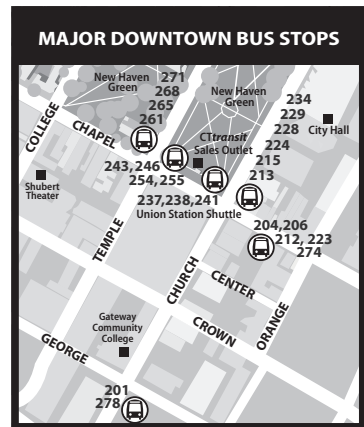 MAJOR DOWNTOWN BUS STOPS
New Haven
Green
271
268
265
261
New Haven
Green
234
229
228
224
215
213
City Hall
COLLEGE
CHAPEL
CTtransit
Sales Outlet
243, 246
254, 255
237,238,241
Union Station Shuttle
Shubert
Theater
204,206
212, 223
274
TEMPLE
CHURCH
CENTER
CROWN
ORANGE
Gateway
Community
College
GEORGE
201
278